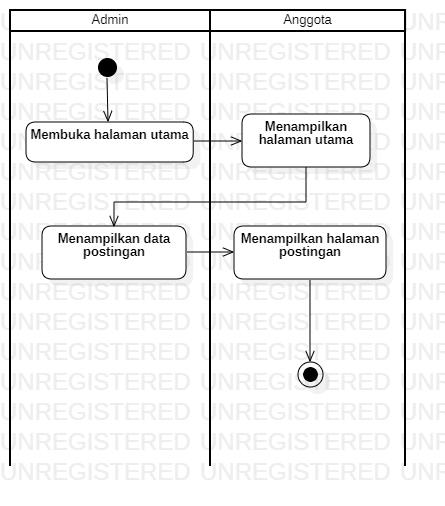 Admin
Anggota
Membuka halaman utama
Menampilkan
halaman utama
Menampilkan data
postingan
Menampilkan halaman
postingan
UNREGISTERED